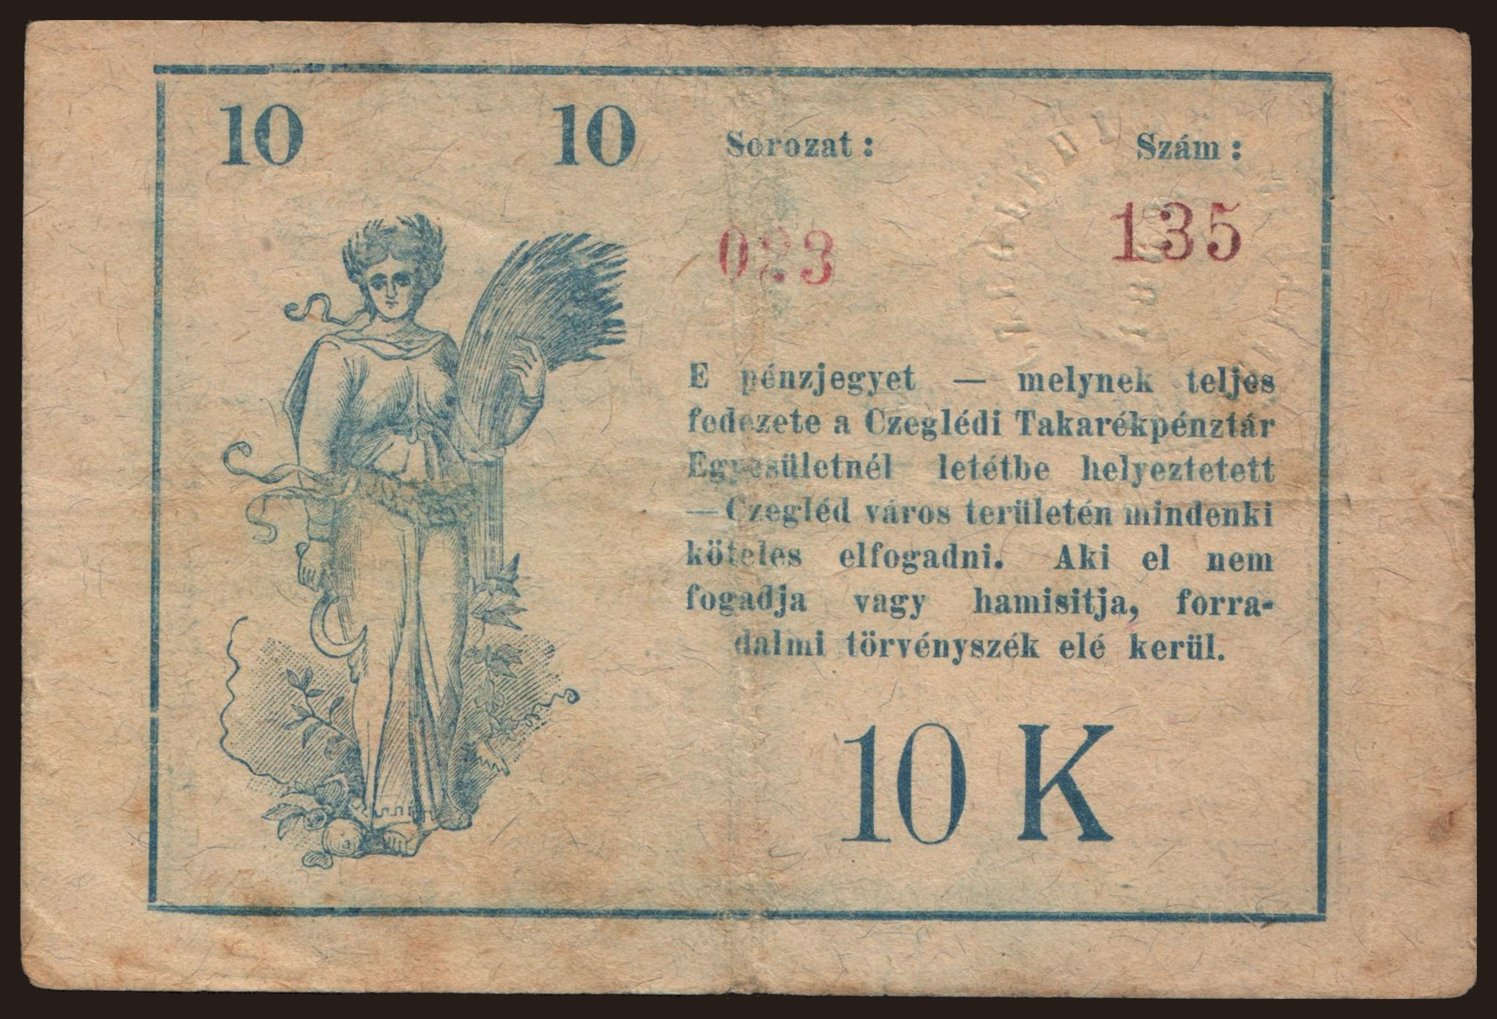 10 10 Sorozat : Szám :
135
E pénzjegyet — melynek teljes
fedezete a Czeglédi Takarékpénztár
Egyesületnél letétbe helyeztetett
— Czegléd város területén mindenki
köteles elfogadni. Aki el nem
fogadja vagy hamisitja, forra-
dalmi törvényszék elé kerül.
10 K